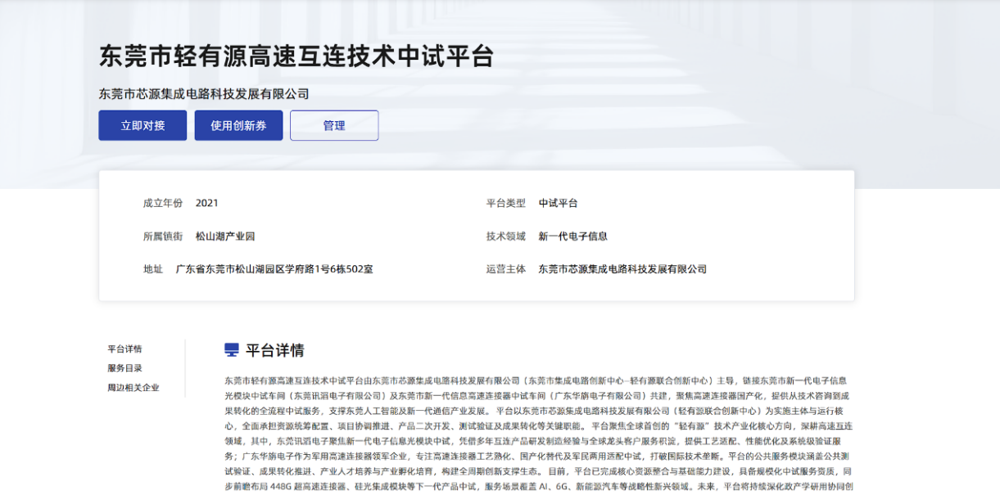 东莞市轻有源高速互连技术中试平台
东莞市芯源集成电路科技发展有限公司
立即对接 使用创新券 管理
成立年份 2021 平台类型 中试平台
所属镇街 松山湖产业园 技术领域 新一代电子信息
地址 广东省东莞市松山湖园区学府路1号6栋502室 运营主体 东莞市芯源集成电路科技发展有限公司
平台详情
服务目录
周边相关企业
平台详情
东莞市轻有源高速互连技术中试平台由东莞市芯源集成电路科技发展有限公司（东莞市集成电路创新中心—轻有源联合创新中心）主导，链接东莞市新一代电子信息
光模块中试车间（东莞讯滔电子有限公司）及东莞市新一代信息高速连接器中试车间（广东华旃电子有限公司）共建，聚焦高速连接器国产化，提供从技术咨询到成
果转化的全流程中试服务，支撑东莞人工智能及新一代通信产业发展。 平台以东莞市芯源集成电路科技发展有限公司（轻有源联合创新中心）为实施主体与运行核
心，全面承担资源统筹配置、项目协调推进、产品二次开发、测试验证及成果转化等关键职能。 平台聚焦全球首创的“轻有源”技术产业化核心方向，深耕高速互连
领域，其中，东莞讯滔电子聚焦新一代电子信息光模块中试，凭借多年互连产品研发制造经验与全球龙头客户服务积淀，提供工艺适配、性能优化及系统级验证服
务；广东华旃电子作为军用高速连接器领军企业，专注高速连接器工艺熟化、国产化替代及军民两用适配中试，打破国际技术垄断。平台的公共服务模块涵盖公共测
试验证、成果转化推进、产业人才培养与产业孵化培育，构建全周期创新支撑生态。 目前，平台已完成核心资源整合与基础能力建设，具备规模化中试服务资质，同
步前瞻布局 448G 超高速连接器、硅光集成模块等下一代产品中试，服务场景覆盖 AI、6G、新能源汽车等战略性新兴领域。未来，平台将持续深化政产学研用协同创